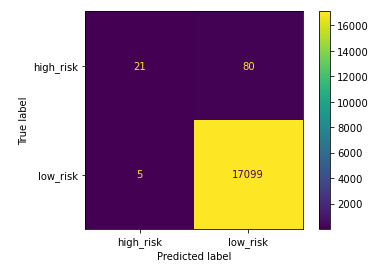 high_risk
low_risk
True label
21
80
5
17099
high_risk
low_risk
Predicted label
16000
14000
12000
10000
8000
6000
4000
2000